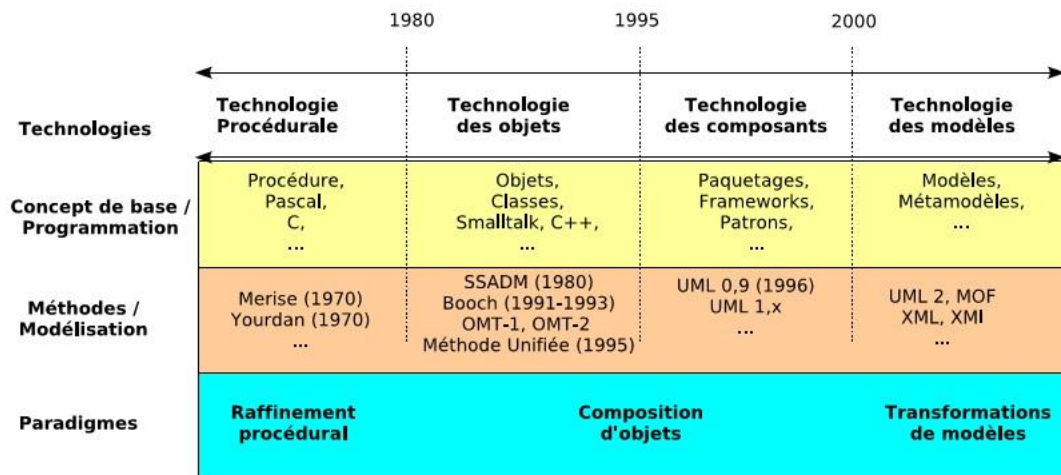 1980 1995 2000
Technologies
Technologie
Procédurale
Technologie
des objets
Technologie
des composants
Technologie
des modèles
Concept de base /
Programmation
Procédure,
Pascal,
C,
...
Objets,
Classes,
Smalltalk, C++,
...
Paquetages,
Frameworks,
Patrons,
...
Modèles,
Métamodèles,
...
Méthodes /
Modélisation
Merise (1970)
Yourdan (1970)
...
SSADM (1980)
Booch (1991-1993)
OMT-1, OMT-2
Méthode Unifiée (1995)
UML 0,9 (1996)
UML 1,x
...
UML 2, MOF
XML, XMI
...
Paradigmes
Raffinement
procédural
Composition
d'objets
Transformations
de modèles